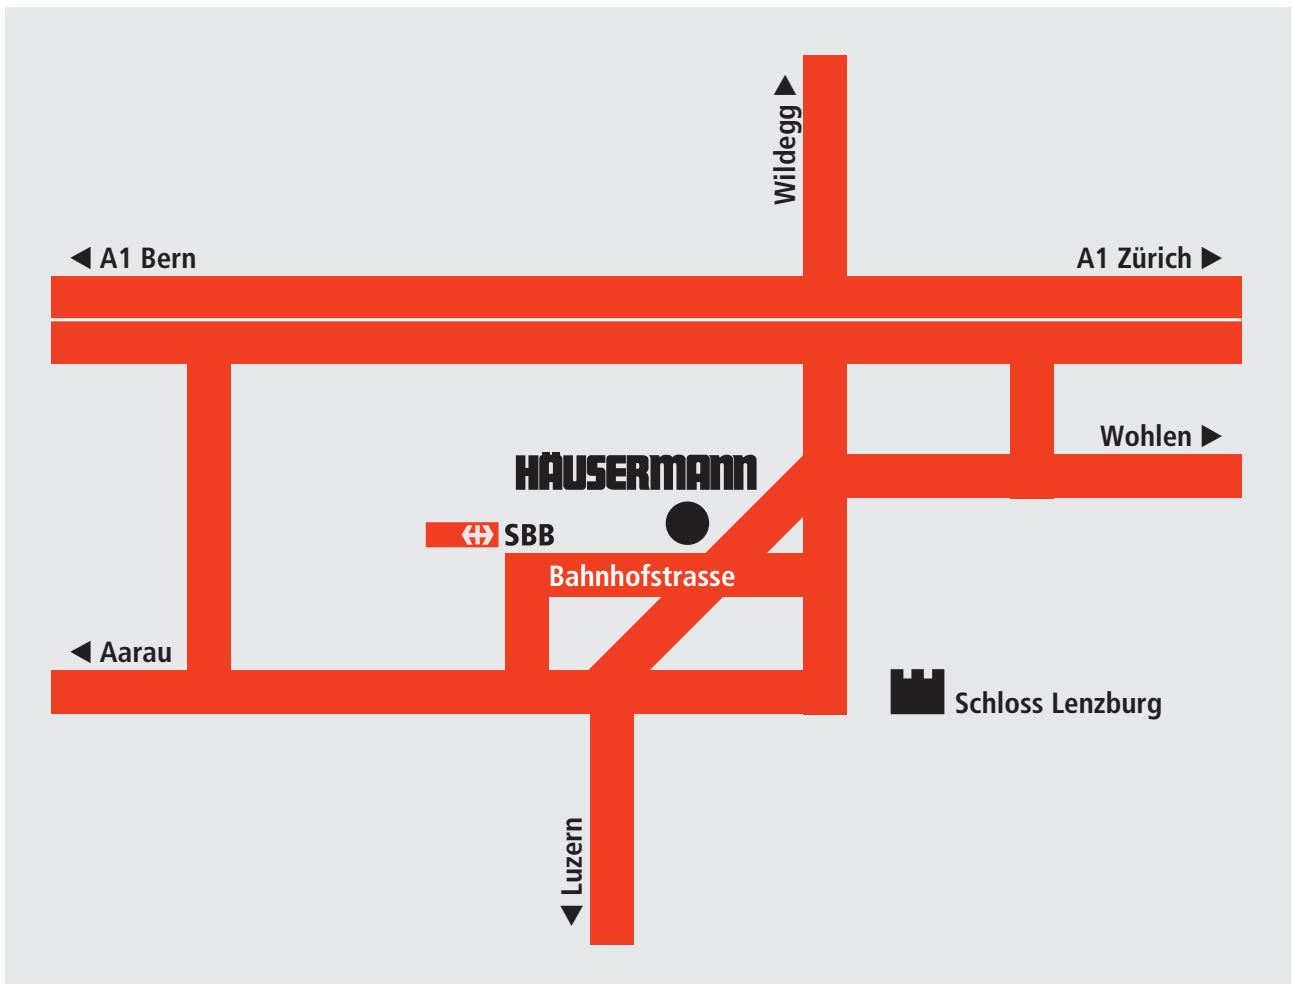 Wildegg
A1 Bern
A1 Zürich
Wohlen
HÄUSERMANN
SBB
Bahnhofstrasse
Aarau
Schloss Lenzburg
Luzern